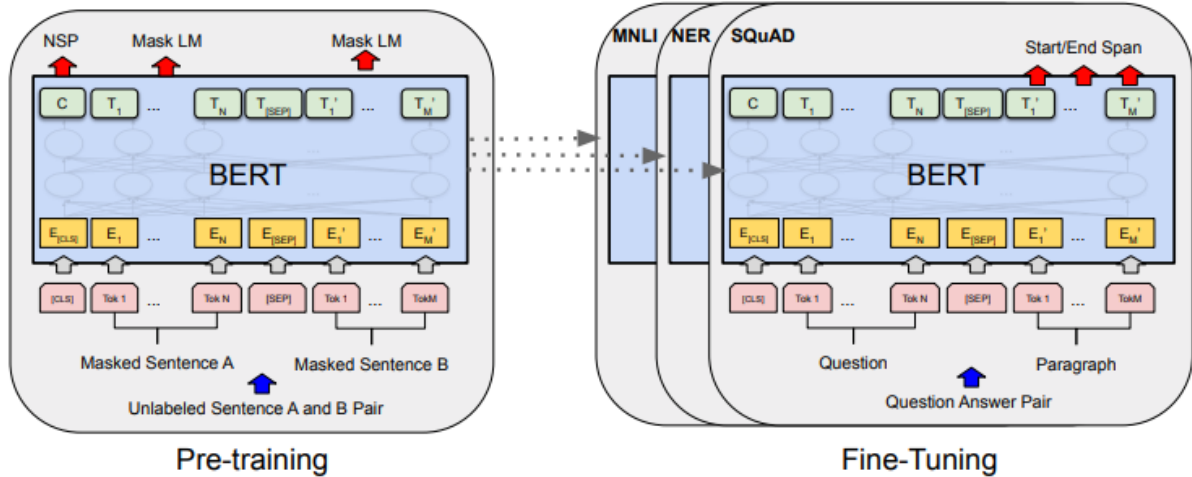 NSP Mask LM Mask LM
C T1 ... TN T[SEP] T1' ... TM'
BERT
E[CLS] E1 ... EN E[SEP] E1' ... EM'
[CLS] Tok 1 ... Tok N [SEP] Tok 1 ... TokM
Masked Sentence A Masked Sentence B
Unlabeled Sentence A and B Pair
Pre-training
MNLI NER SQuAD
Start/End Span
C T1 ... TN T[SEP] T1' ... TM'
BERT
E[CLS] E1 ... EN E[SEP] E1' ... EM'
[CLS] Tok 1 ... Tok N [SEP] Tok 1 ... TokM
Question Paragraph
Question Answer Pair
Fine-Tuning